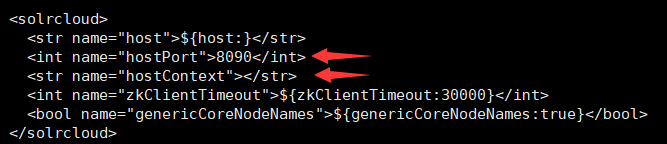 <solrcloud>
<str name="host">${host:}</str>
<int name="hostPort">8090</int>
<str name="hostContext"></str>
<int name="zkClientTimeout">${zkClientTimeout:30000}</int>
<bool name="genericCoreNodeNames">${genericCoreNodeNames:true}</bool>
</solrcloud>